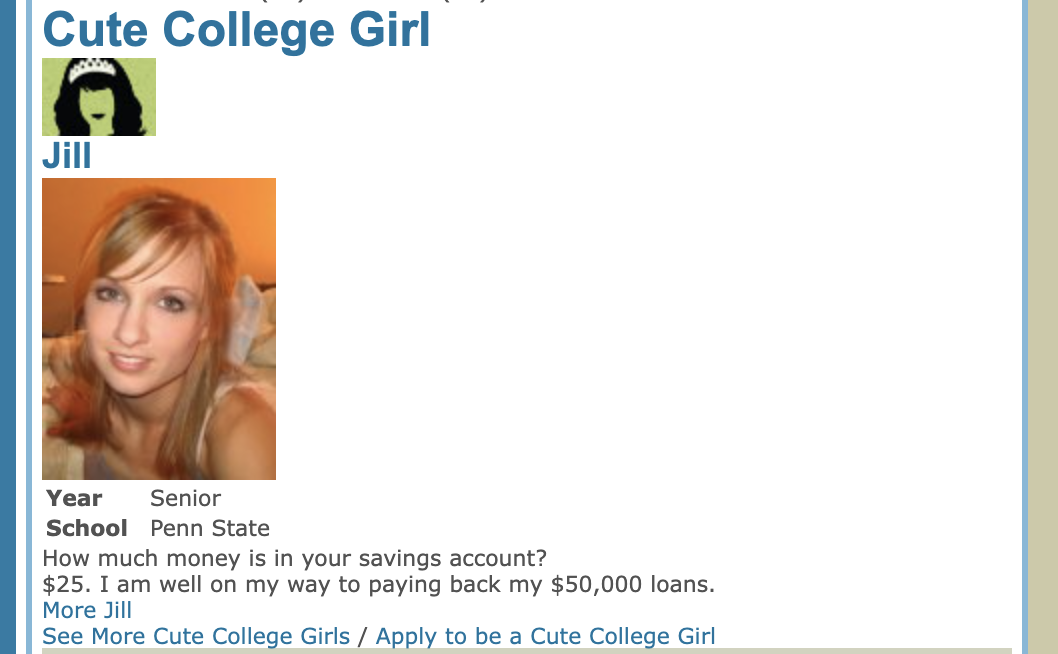 Cute College Girl
Jill
Year Senior
School Penn State
How much money is in your savings account?
$25. I am well on my way to paying back my $50,000 loans.
More Jill
See More Cute College Girls / Apply to be a Cute College Girl